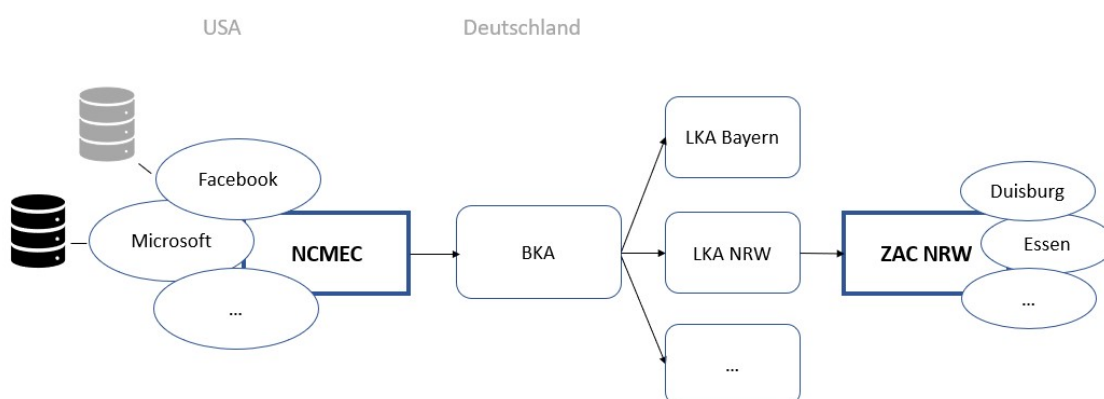 USA
Deutschland
Facebook
Microsoft
...
NCMEC
BKA
LKA Bayern
LKA NRW
...
ZAC NRW
Duisburg
Essen
...